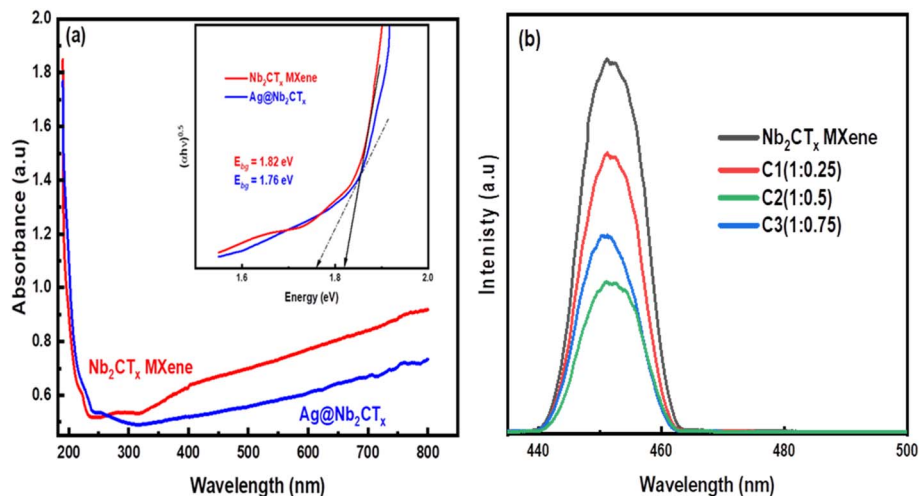 (a)
2.0
1.8
1.6
1.4
1.2
1.0
0.8
0.6
Absorbance (a.u)
200 300 400 500 600 700 800
Wavelength (nm)
Nb₂CTₓ MXene
Ag@Nb₂CTₓ
Nb₂CTₓ MXene
Ag@Nb₂CTₓ
(αhν)^0.5
E_bg = 1.82 eV
E_bg = 1.76 eV
1.6 1.8 2.0
Energy (eV)
(b)
Intenisty (a.u)
Nb₂CTₓ MXene
C1(1:0.25)
C2(1:0.5)
C3(1:0.75)
440 460 480 500
Wavelength (nm)